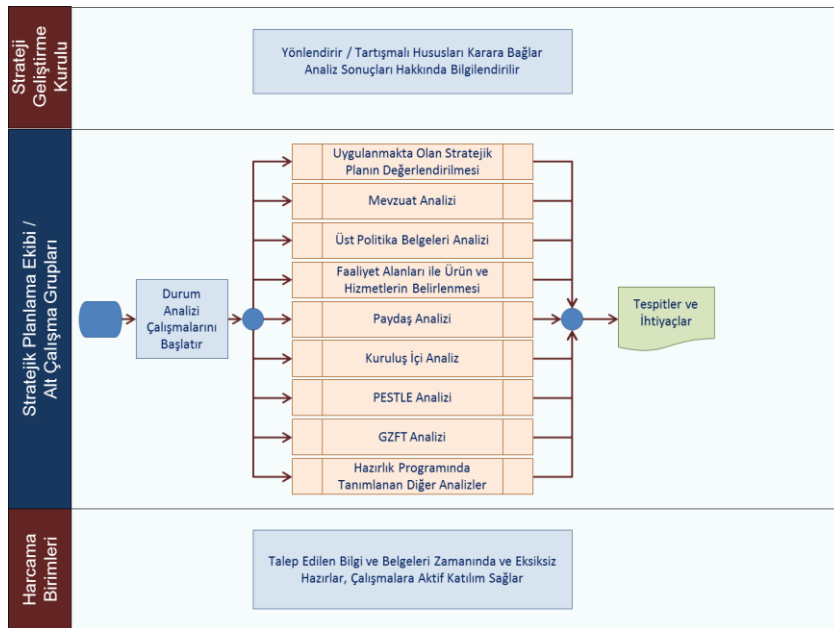 Strateji
Geliştirme
Kurulu
Yönlendirir / Tartışmalı Hususları Karara Bağlar
Analiz Sonuçları Hakkında Bilgilendirilir
Stratejik Planlama Ekibi /
Alt Çalışma Grupları
Durum
Analizi
Çalışmalarını
Başlatır
Uygulanmakta Olan Stratejik
Planın Değerlendirilmesi
Mevzuat Analizi
Üst Politika Belgeleri Analizi
Faaliyet Alanları ile Ürün ve
Hizmetlerin Belirlenmesi
Paydaş Analizi
Kuruluş İçi Analiz
PESTLE Analizi
GZFT Analizi
Hazırlık Programında
Tanımlanan Diğer Analizler
Tespitler ve
İhtiyaçlar
Harcama
Birimleri
Talep Edilen Bilgi ve Belgeleri Zamanında ve Eksiksiz
Hazırlar, Çalışmalara Aktif Katılım Sağlar